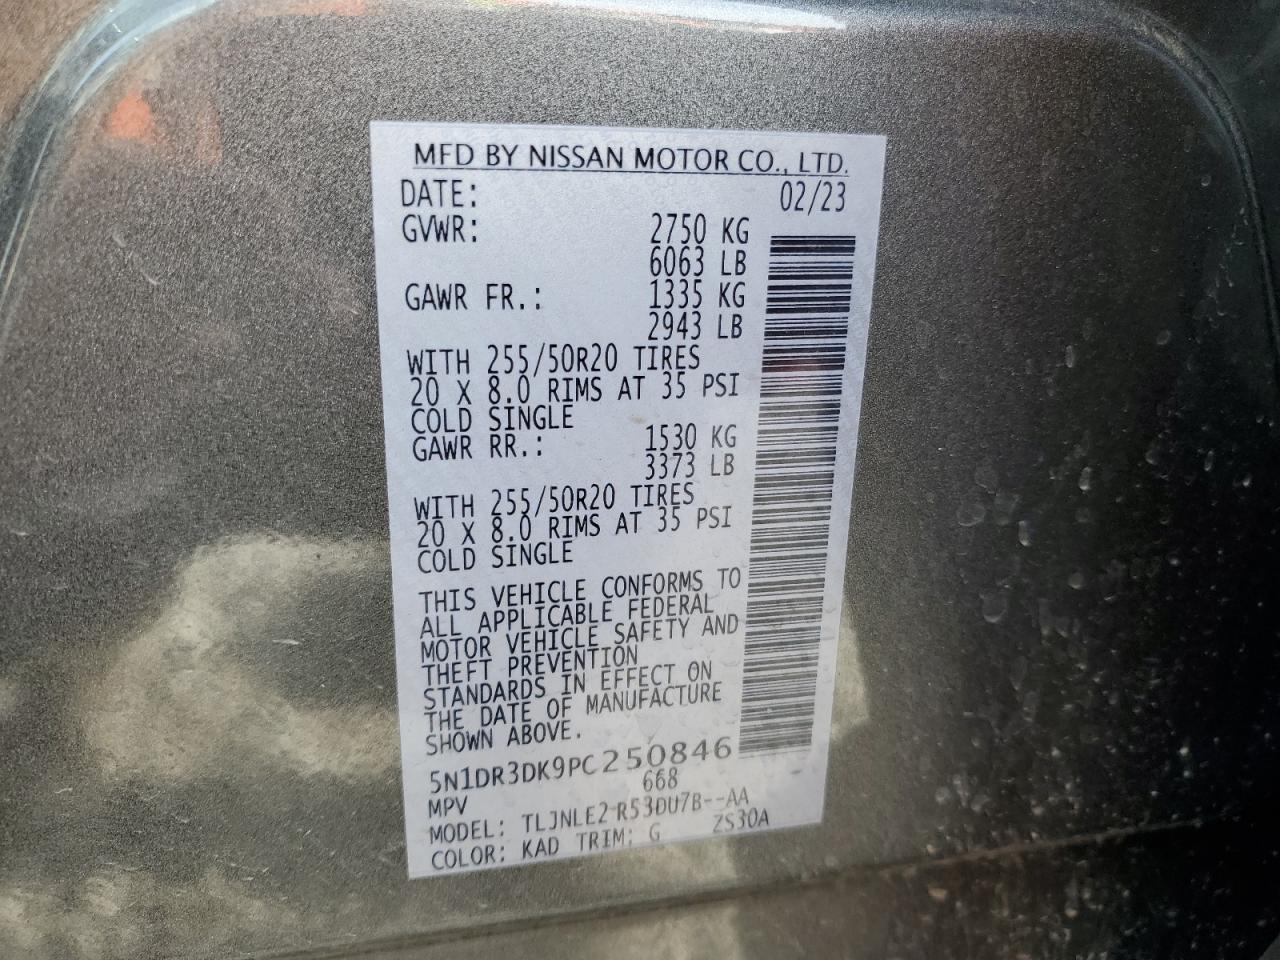 MFD BY NISSAN MOTOR CO., LTD.
DATE: 02/23
GVWR: 2750 KG
6063 LB
GAWR FR.: 1335 KG
2943 LB
WITH 255/50R20 TIRES
20 X 8.0 RIMS AT 35 PSI
COLD SINGLE
GAWR RR.: 1530 KG
3373 LB
WITH 255/50R20 TIRES
20 X 8.0 RIMS AT 35 PSI
COLD SINGLE
THIS VEHICLE CONFORMS TO
ALL APPLICABLE FEDERAL
MOTOR VEHICLE SAFETY AND
THEFT PREVENTION
STANDARDS IN EFFECT ON
THE DATE OF MANUFACTURE
SHOWN ABOVE.
5N1DR3DK9PC250846
MPV 668
MODEL: TLJNLE2-R53DU7B--AA
COLOR: KAD TRIM: G ZS30A